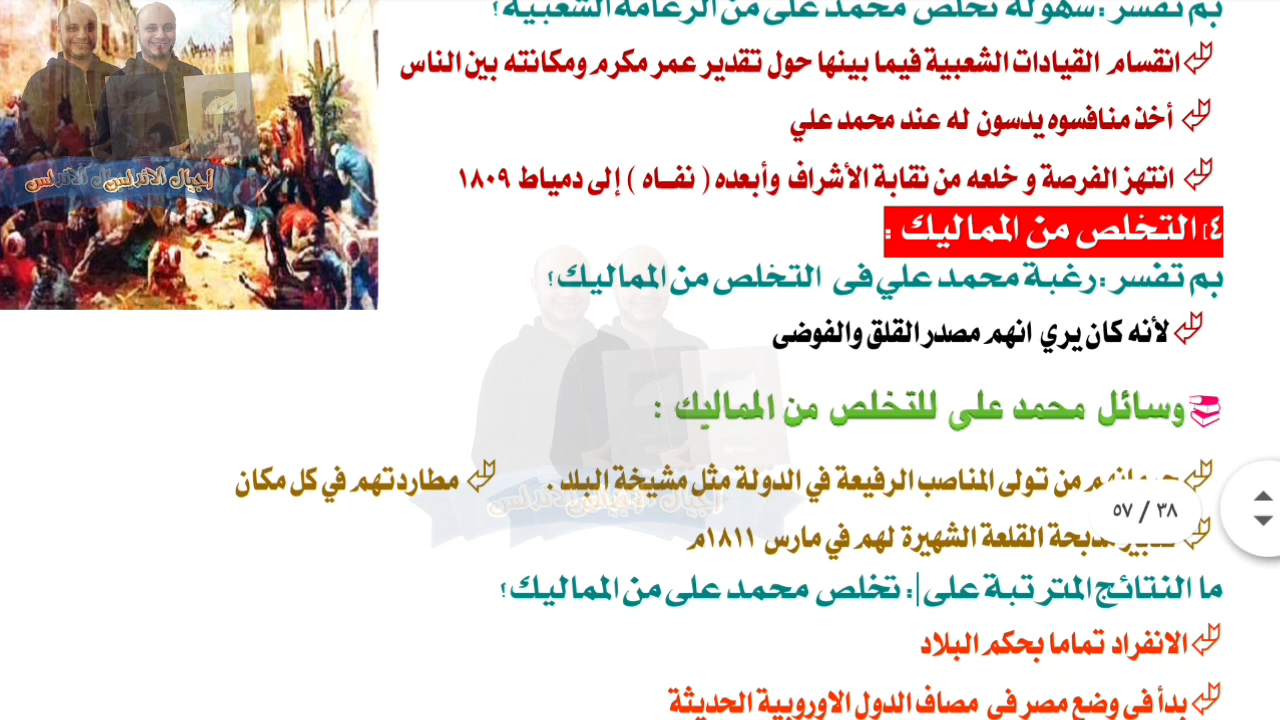 بم تفسر : سهولة تخلص محمد على من الزعامة الشعبية ؟
انقسام القيادات الشعبية فيما بينها حول تقدير عمر مكرم ومكانته بين الناس
أخذ منافسوه يدسون له عند محمد علي
انتهز الفرصة و خلعه من نقابة الأشراف وأبعده ( نفـاه ) إلى دمياط ١٨٠٩
٤] التخلص من المماليك :
بم تفسر : رغبة محمد علي فى التخلص من المماليك ؟
لأنه كان يري انهم مصدر القلق والفوضى
وسائل محمد على للتخلص من المماليك :
من تولى المناصب الرفيعة في الدولة مثل مشيخة البلد . مطاردتهم في كل مكان
٣٨ / ٥٧
مذبحة القلعة الشهيرة لهم في مارس ١٨١١م
ما النتائج المترتبة على : تخلص محمد على من المماليك ؟
الانفراد تماما بحكم البلاد
بدأ في وضع مصر في مصاف الدول الاوروبية الحديثة
أجيال الاندلس